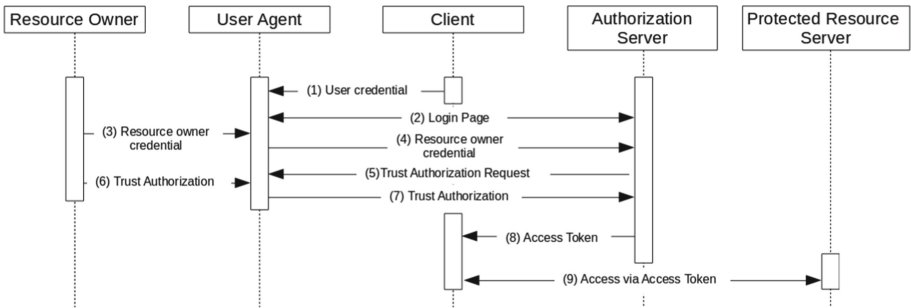 Resource Owner
User Agent
Client
Authorization
Server
Protected Resource
Server
(1) User credential
(2) Login Page
(3) Resource owner
credential
(4) Resource owner
credential
(5)Trust Authorization Request
(6) Trust Authorization
(7) Trust Authorization
(8) Access Token
(9) Access via Access Token